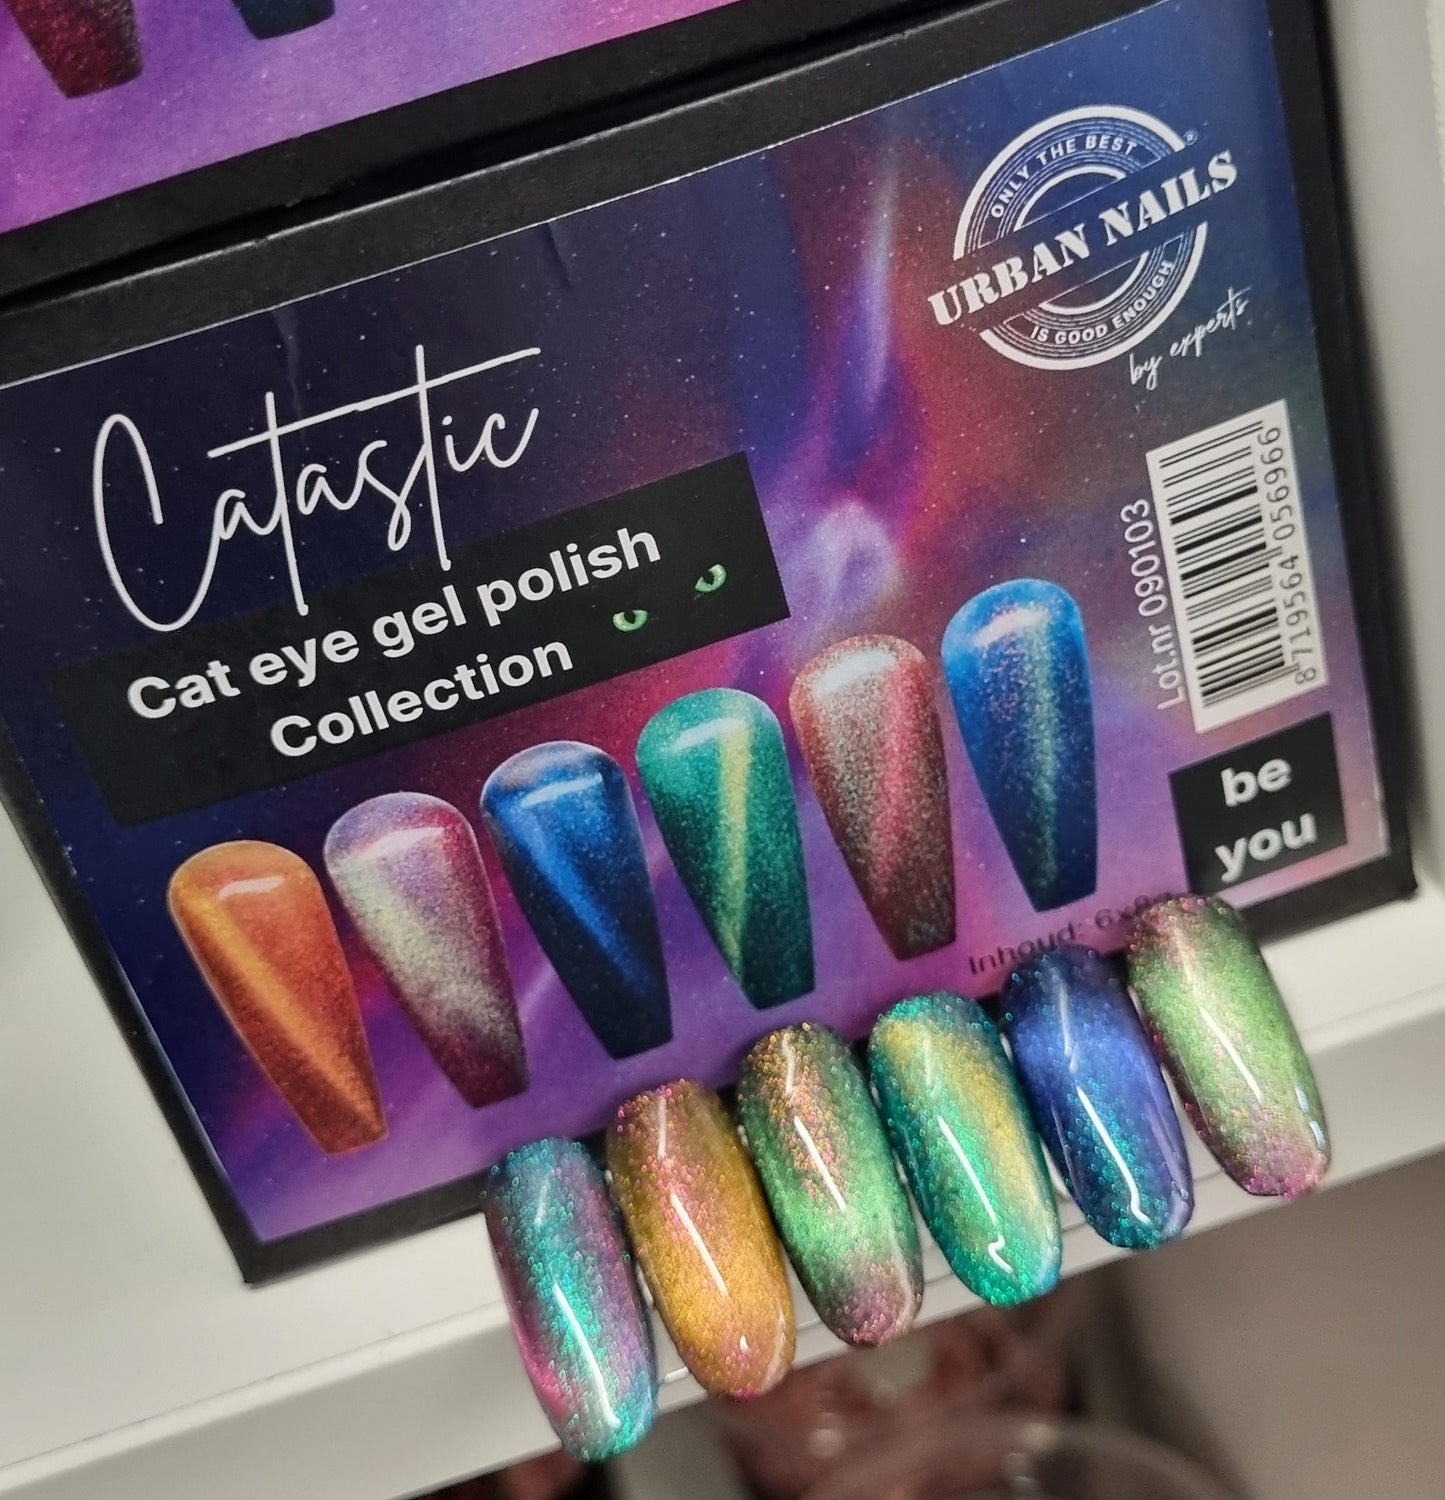 ONLY THE BEST
®
URBAN NAILS
IS GOOD ENOUGH
by experts
Catastic
Cat eye gel polish
Collection
Lot.nr 090103
8 719564 056966
be
you
Inhoud: